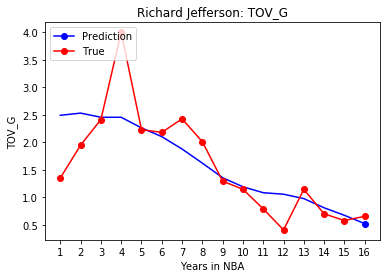 Richard Jefferson: TOV_G
Prediction
True
TOV_G
4.0
3.5
3.0
2.5
2.0
1.5
1.0
0.5
1 2 3 4 5 6 7 8 9 10 11 12 13 14 15 16
Years in NBA